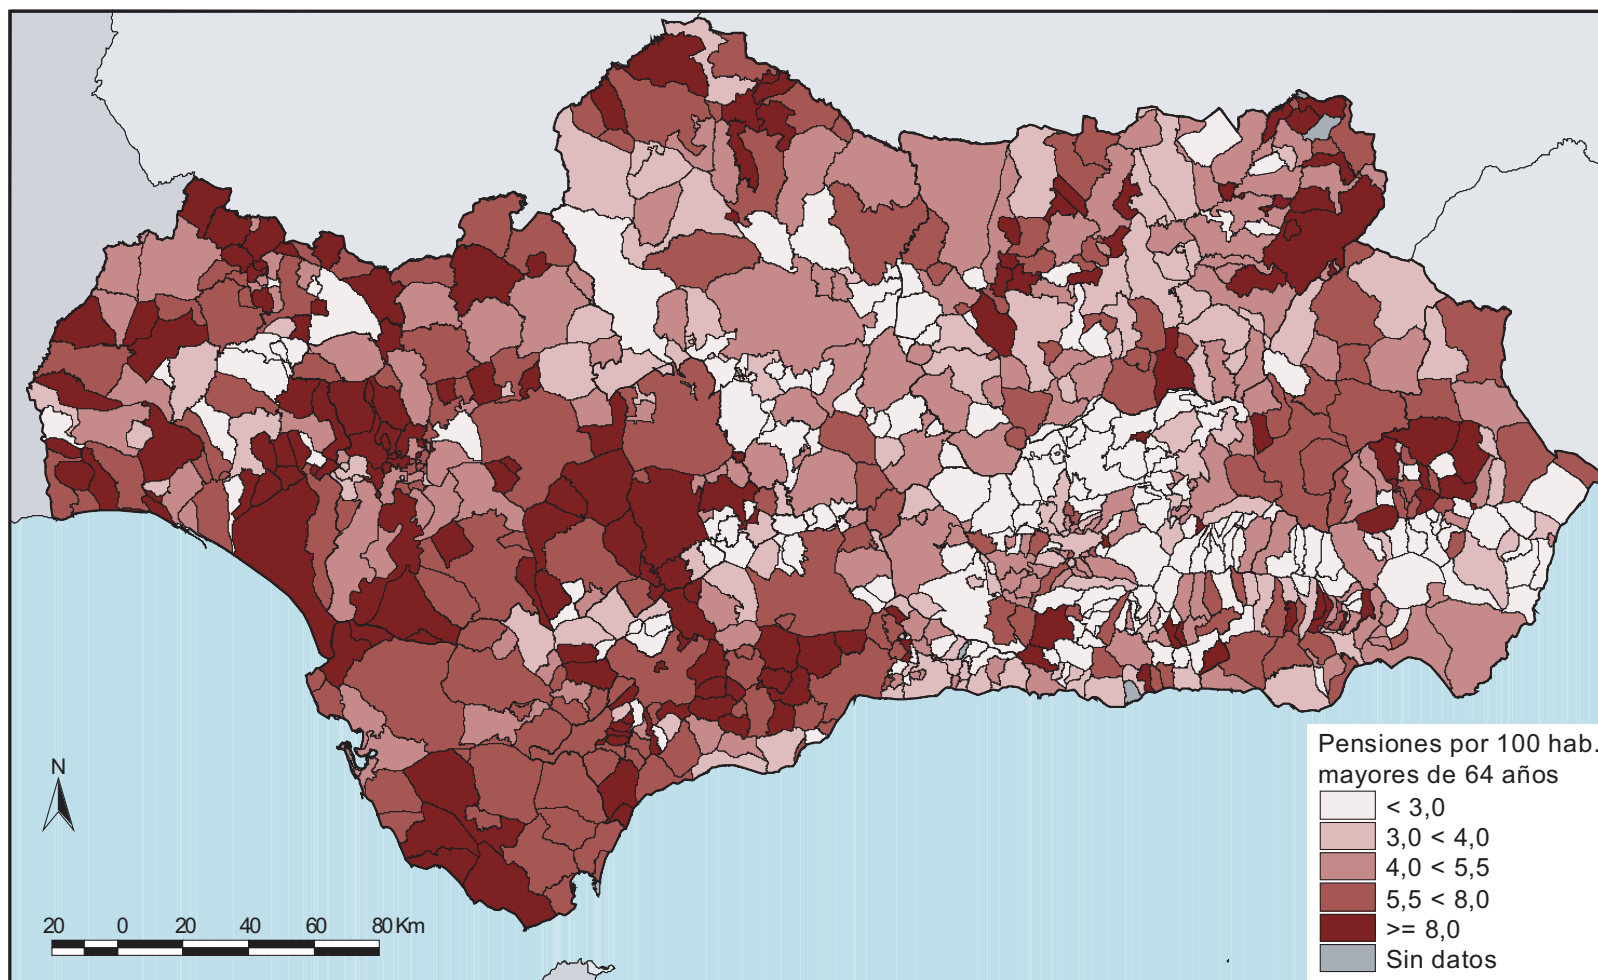 N
20 0 20 40 60 80 Km
Pensiones por 100 hab.
mayores de 64 años
< 3,0
3,0 < 4,0
4,0 < 5,5
5,5 < 8,0
>= 8,0
Sin datos